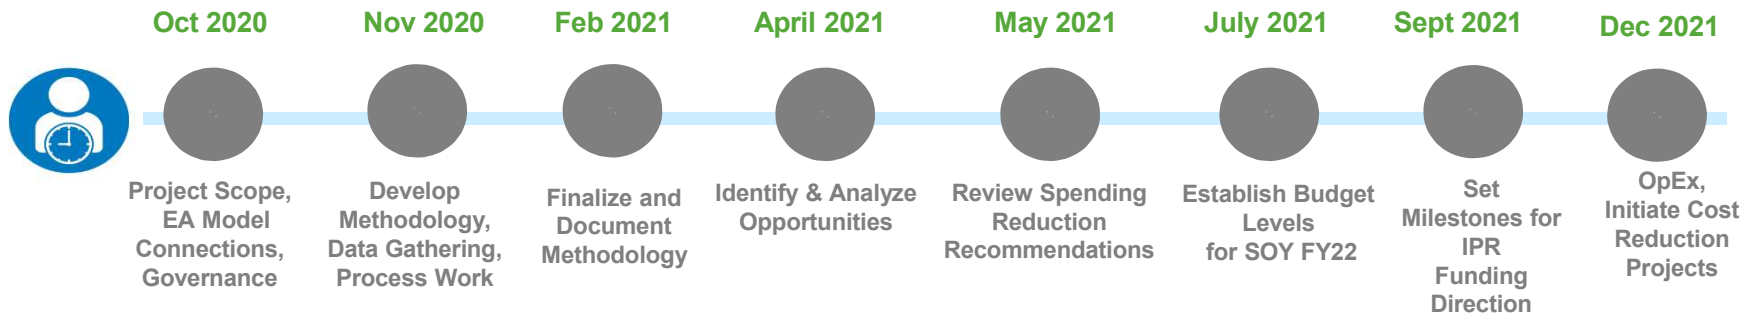 Oct 2020
Nov 2020
Feb 2021
April 2021
May 2021
July 2021
Sept 2021
Dec 2021
Project Scope,
EA Model
Connections,
Governance
Develop
Methodology,
Data Gathering,
Process Work
Finalize and
Document
Methodology
Identify & Analyze
Opportunities
Review Spending
Reduction
Recommendations
Establish Budget
Levels
for SOY FY22
Set
Milestones for
IPR
Funding
Direction
OpEx,
Initiate Cost
Reduction
Projects